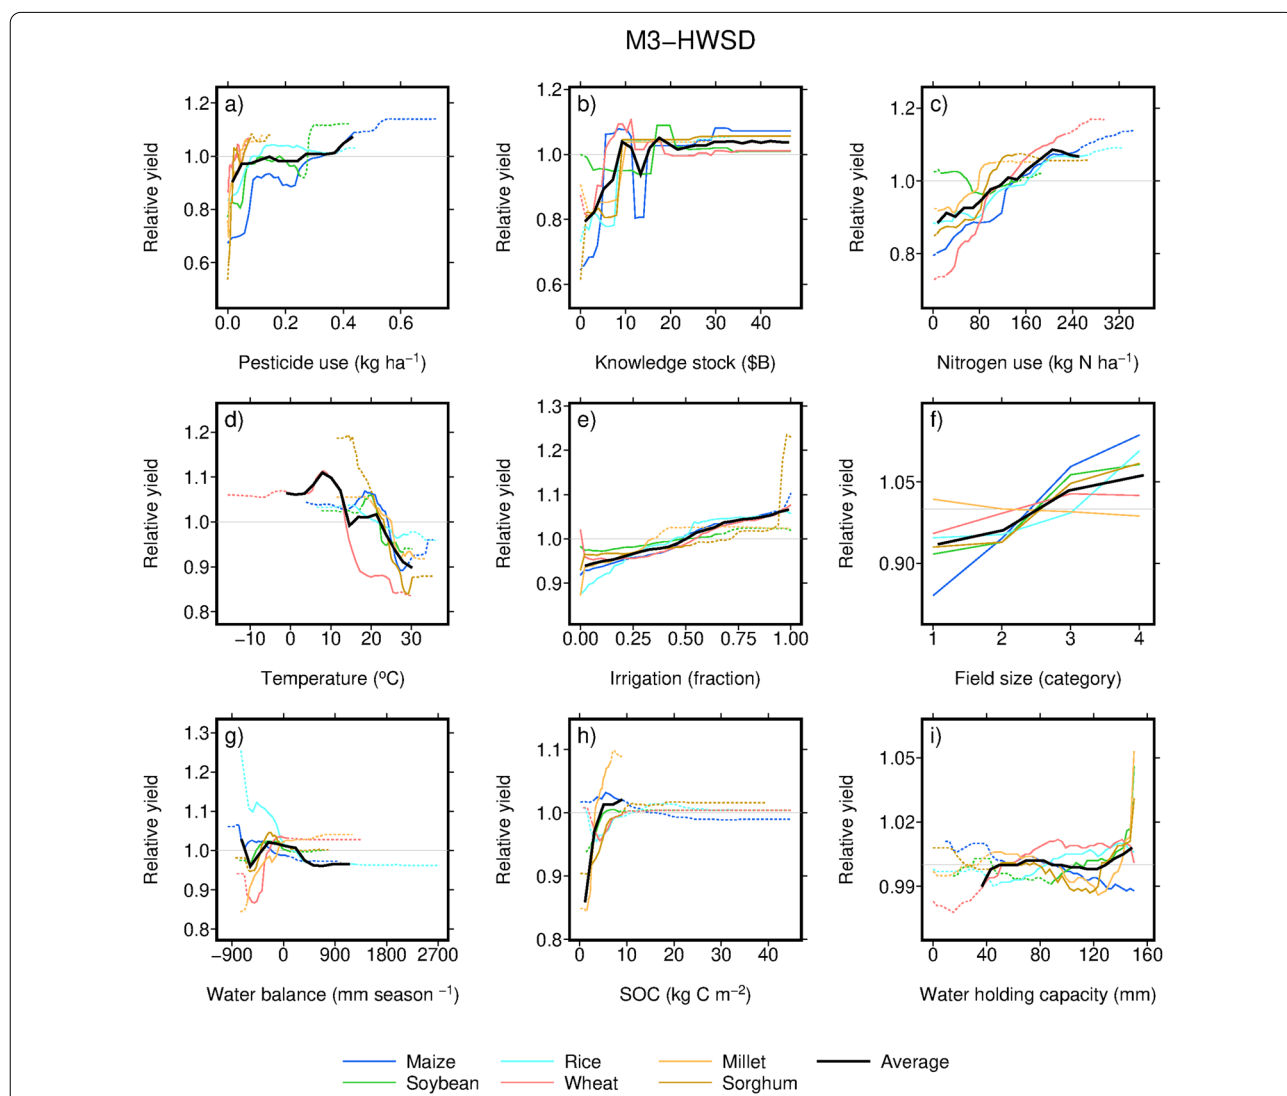 M3−HWSD
a)
b)
c)
Relative yield
1.2
1.0
0.8
0.6
0.0 0.2 0.4 0.6
Pesticide use (kg ha−1)
Relative yield
1.2
1.0
0.8
0.6
0 10 20 30 40
Knowledge stock ($B)
Relative yield
1.2
1.0
0.8
0 80 160 240 320
Nitrogen use (kg N ha−1)
d)
e)
f)
Relative yield
1.2
1.1
1.0
0.9
0.8
−10 0 10 20 30
Temperature (ºC)
Relative yield
1.3
1.2
1.1
1.0
0.9
0.00 0.25 0.50 0.75 1.00
Irrigation (fraction)
Relative yield
1.05
0.90
1 2 3 4
Field size (category)
g)
h)
i)
Relative yield
1.3
1.2
1.1
1.0
0.9
0.8
−900 0 900 1800 2700
Water balance (mm season −1)
Relative yield
1.1
1.0
0.9
0.8
0 10 20 30 40
SOC (kg C m−2)
Relative yield
1.05
1.02
0.99
0 40 80 120 160
Water holding capacity (mm)
Maize Rice Millet Average
Soybean Wheat Sorghum